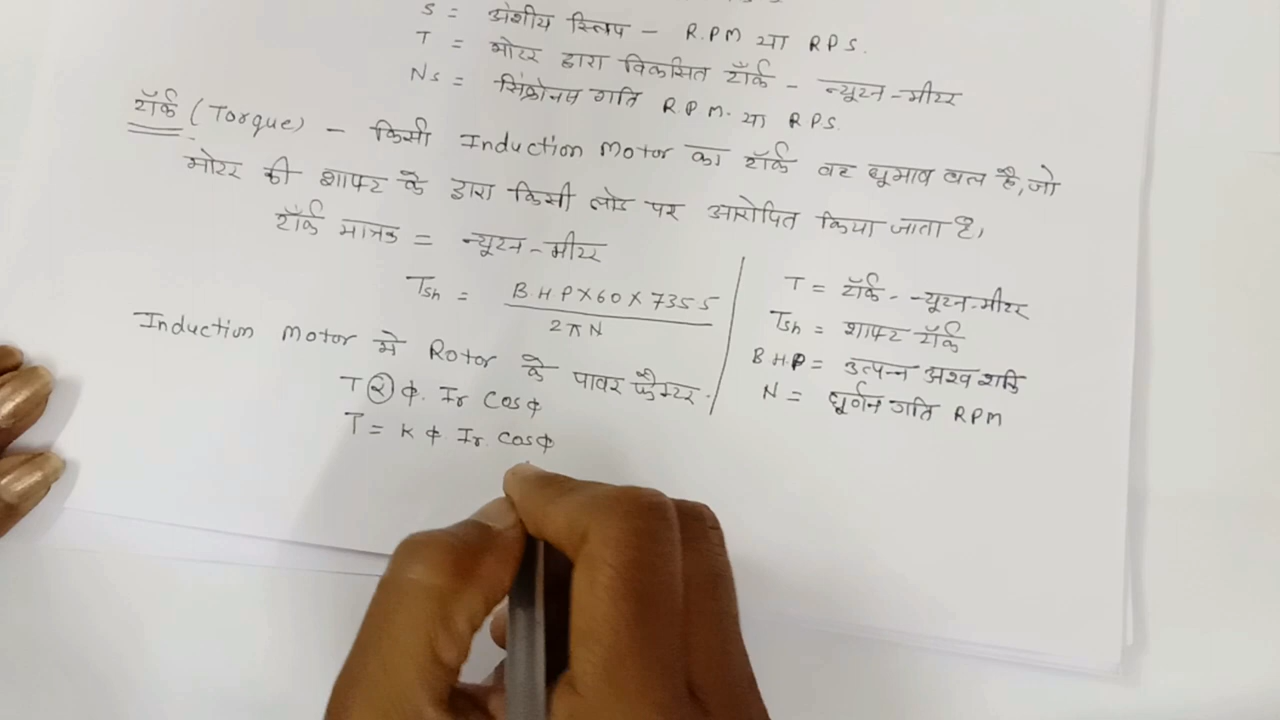 S = अंशीय स्लिप - R.PM या RPS.
T = मोटर द्वारा विकसित टॉर्क - न्यूटन-मीटर
Ns = सिंक्रोनस गति R.P.M. या RPS.
टॉर्क (Torque) - किसी Induction Motor का टॉर्क वह घुमाव बल है, जो
मोटर की शाफ्ट के द्वारा किसी लोड पर आरोपित किया जाता है,
टॉर्क मात्रक = न्यूटन-मीटर
Tsh = B.H.P X 60 X 735.5
2πN
Induction Motor मे Rotor के पावर फैक्टर.
T α ϕ. Ir Cosϕ
T = K ϕ Ir. Cosϕ
T = टॉर्क - न्यूटन-मीटर
Tsh = शाफ्ट टॉर्क
B.H.P = उत्पन्न अश्व शक्ति
N = घूर्णन गति RPM